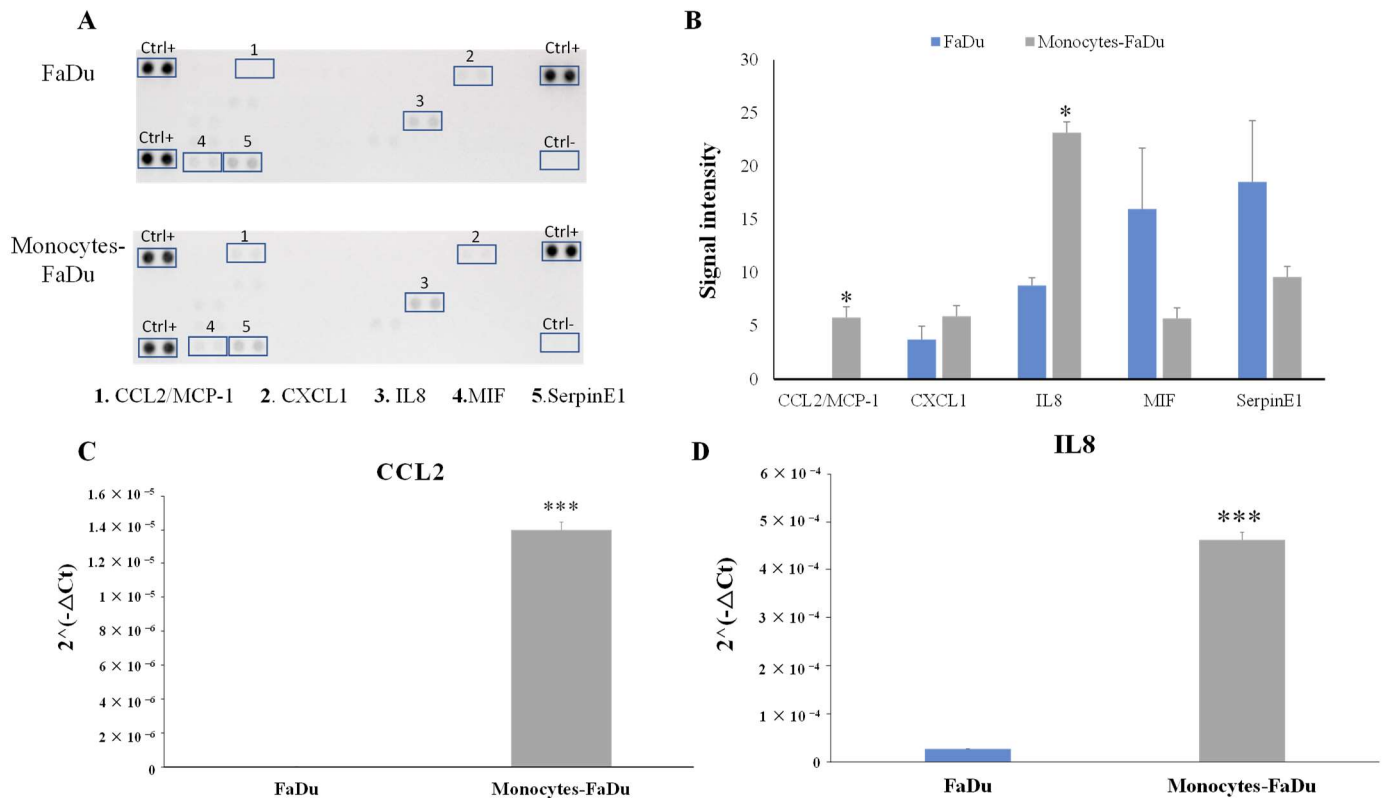 A
FaDu
Ctrl+
1
2
Ctrl+
3
Ctrl+
4
5
Ctrl-
Monocytes-
FaDu
Ctrl+
1
2
Ctrl+
3
Ctrl+
4
5
Ctrl-
1. CCL2/MCP-1 2. CXCL1 3. IL8 4.MIF 5.SerpinE1
B
FaDu Monocytes-FaDu
Signal intensity
30
25
20
15
10
5
0
*
*
CCL2/MCP-1 CXCL1 IL8 MIF SerpinE1
C
CCL2
2^(-△Ct)
1.6 × 10 −5
1.4 × 10 −5
1.2 × 10 −5
1 × 10 −5
8 × 10 −6
6 × 10 −6
4 × 10 −6
2 × 10 −6
0
***
FaDu Monocytes-FaDu
D
IL8
2^(-△Ct)
6 × 10 −4
5 × 10 −4
4 × 10 −4
3 × 10 −4
2 × 10 −4
1 × 10 −4
0
***
FaDu Monocytes-FaDu